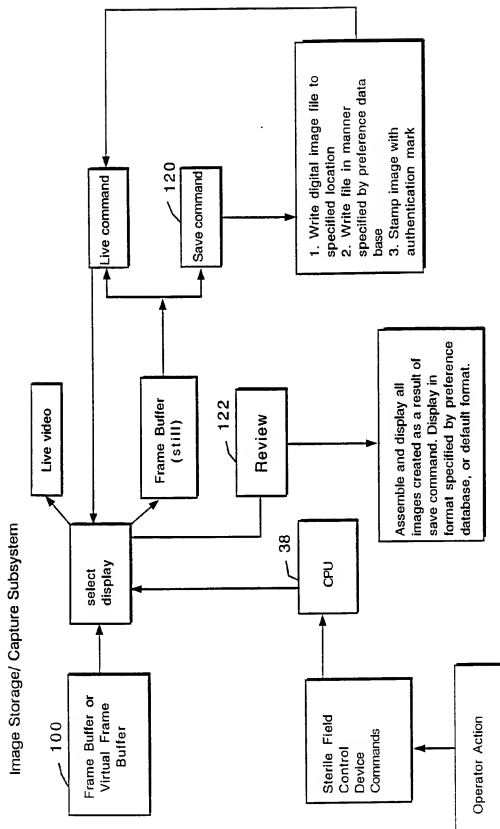 Image Storage/ Capture Subsystem
100
Frame Buffer or
Virtual Frame
Buffer
select
display
Live video
Live command
Frame Buffer
(still)
120
Save command
1. Write digital image file to
specified location
2. Write file in manner
specified by preference data
base
3. Stamp image with
authentication mark
122
Review
Assemble and display all
images created as a result of
save command. Display in
format specified by preference
database, or default format.
38
CPU
Sterile Field
Control
Device
Commands
Operator Action